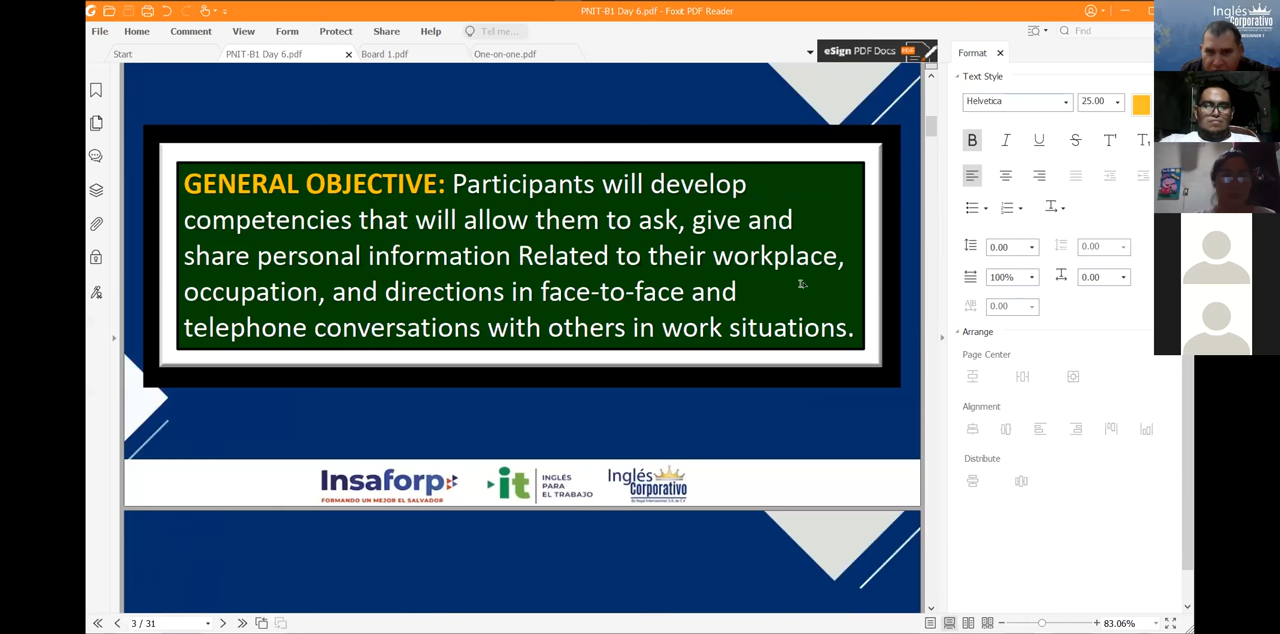 PNIT-B1 Day 6.pdf - Foxit PDF Reader
File Home Comment View Form Protect Share Help Tell me... Find
Start PNIT-B1 Day 6.pdf Board 1.pdf One-on-one.pdf eSign PDF Docs Format
Text Style
Helvetica 25.00
GENERAL OBJECTIVE: Participants will develop
competencies that will allow them to ask, give and
share personal information Related to their workplace,
occupation, and directions in face-to-face and
telephone conversations with others in work situations.
0.00 0.00
100% 0.00
0.00
Arrange
Page Center
Alignment
Distribute
Insaforp
FORMANDO UN MEJOR EL SALVADOR
it INGLÉS
PARA
EL TRABAJO
Inglés
Corporativo
3 / 31
83.06%
Inglés
Corporativo
BEGINNER 1